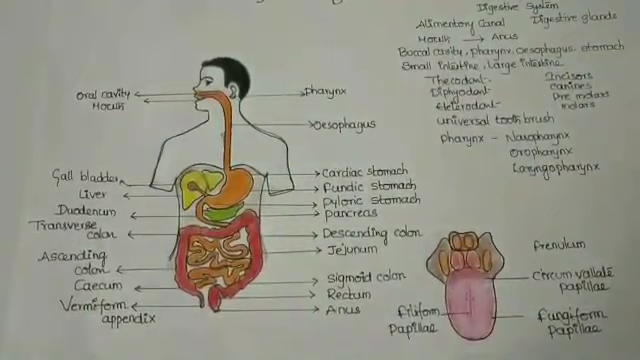 Digestive System
Alimentory Canal Digestive glands
Mouth → Anus
Buccal cavity, pharynx, Oesophagus, stomach
Small intestine, Large intestine
Thecodont. Incisors
Diphyodont canines
Heterodont. Pre molars
molars
universal tooth brush
pharynx - Nasopharynx
Oropharynx
Laryngopharynx
Oral cavity
Mouth
pharynx
Oesophagus
Gall bladder
Liver
Duodenum
Transverse
colon
Ascending
colon
Caecum
Vermiform
appendix
Cardiac stomach
Fundic stomach
pyloric stomach
pancreas
Descending colon
Jejunum
Sigmoid colon
Rectum
Anus
Frenulum
Circum vallate
papillae
Filiform
papillae
Fungiform
papillae